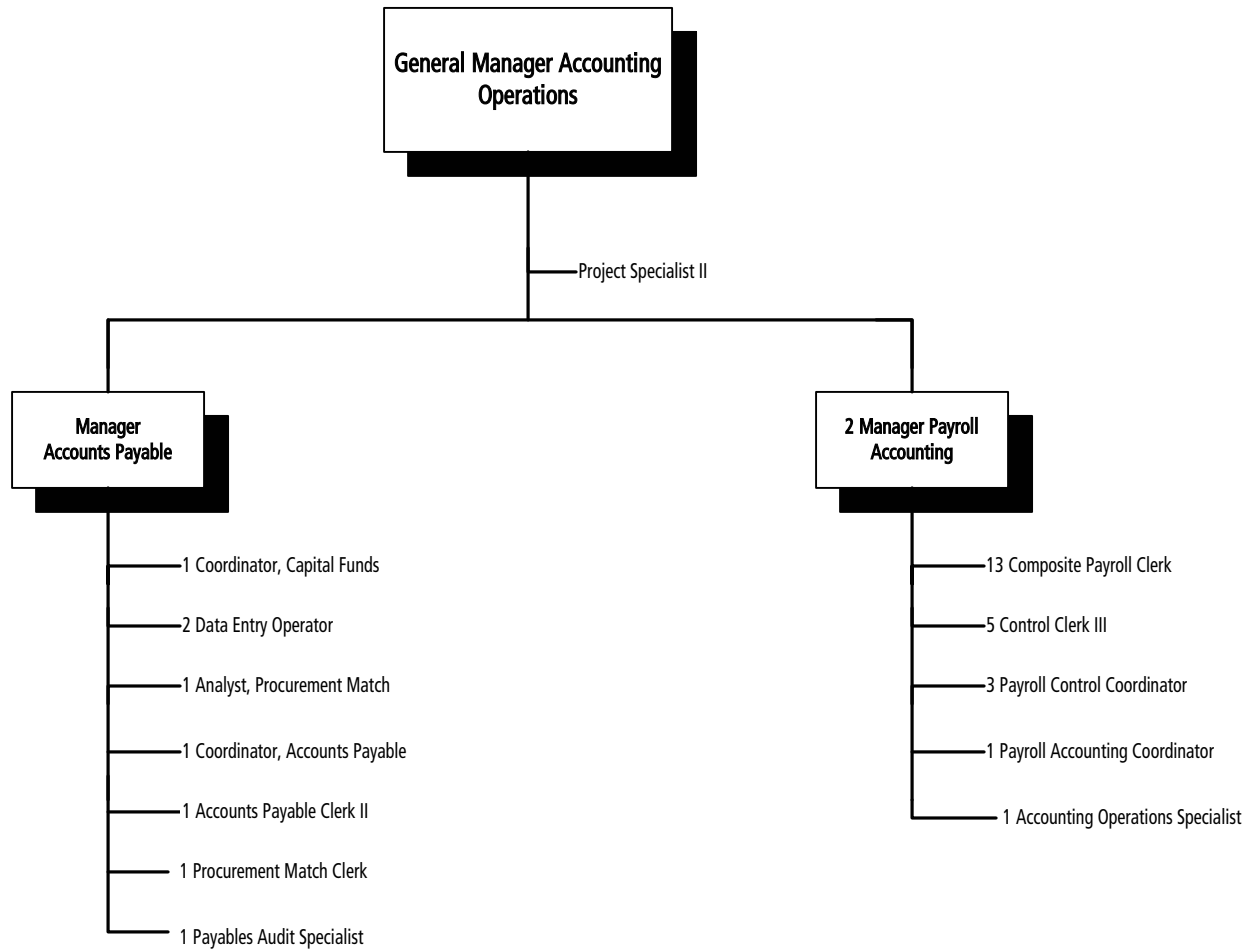 General Manager Accounting
Operations
Project Specialist II
Manager
Accounts Payable
1 Coordinator, Capital Funds
2 Data Entry Operator
1 Analyst, Procurement Match
1 Coordinator, Accounts Payable
1 Accounts Payable Clerk II
1 Procurement Match Clerk
1 Payables Audit Specialist
2 Manager Payroll
Accounting
13 Composite Payroll Clerk
5 Control Clerk III
3 Payroll Control Coordinator
1 Payroll Accounting Coordinator
1 Accounting Operations Specialist